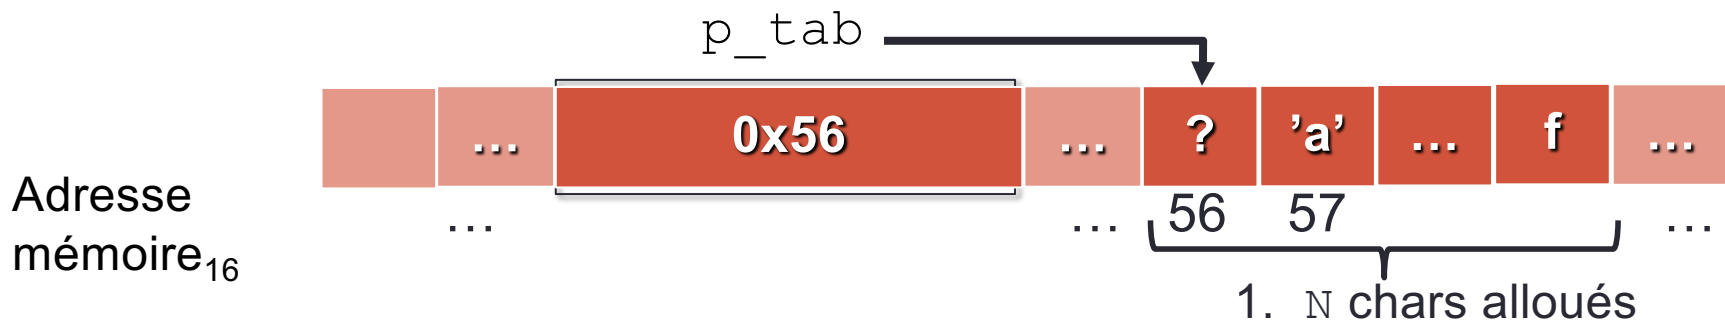 p_tab
… 0x56 … ? ’a’ … f …
Adresse … … 56 57 …
mémoire16
1. N chars alloués